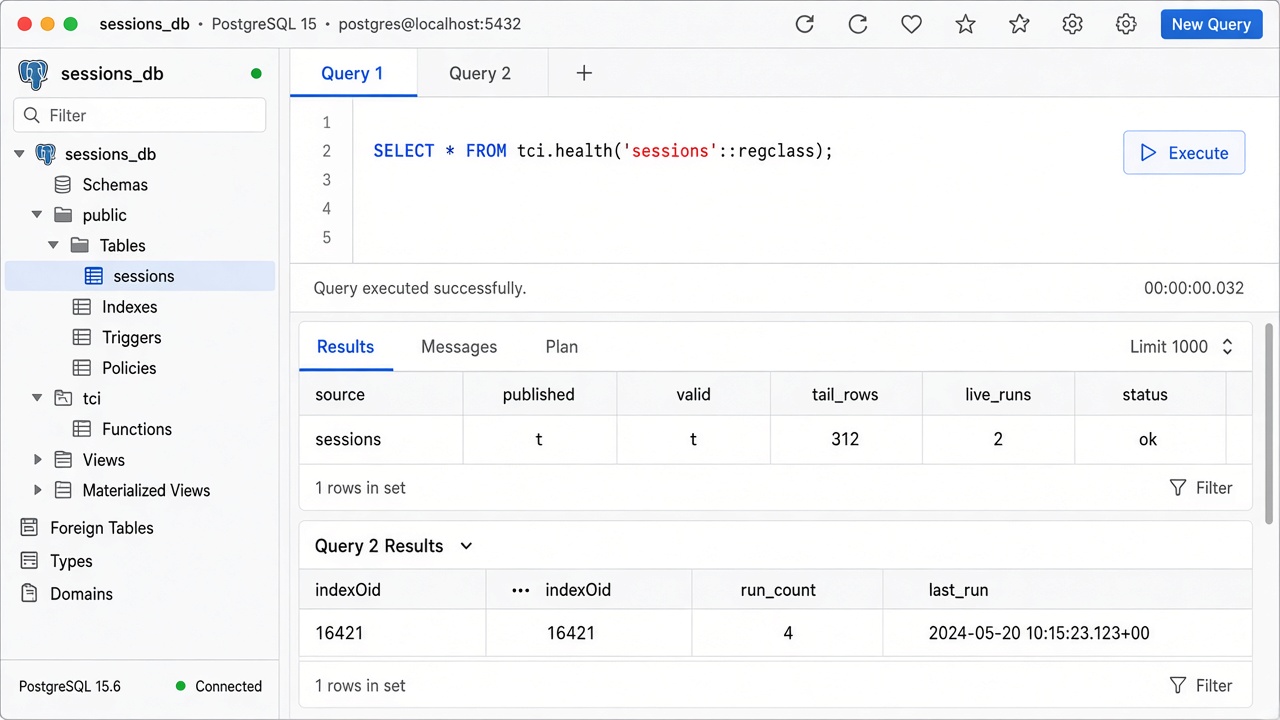 sessions_db • PostgreSQL 15 • postgres@localhost:5432
New Query
sessions_db
Filter
sessions_db
Schemas
public
Tables
sessions
Indexes
Triggers
Policies
tci
Functions
Views
Materialized Views
Foreign Tables
Types
Domains
PostgreSQL 15.6 Connected
Query 1 Query 2 +
1
2 SELECT * FROM tci.health('sessions'::regclass);
3
4
5
Execute
Query executed successfully. 00:00:00.032
Results Messages Plan Limit 1000
source published valid tail_rows live_runs status
sessions t t 312 2 ok
1 rows in set Filter
Query 2 Results
indexOid ••• indexOid run_count last_run
16421 16421 4 2024-05-20 10:15:23.123+00
1 rows in set Filter